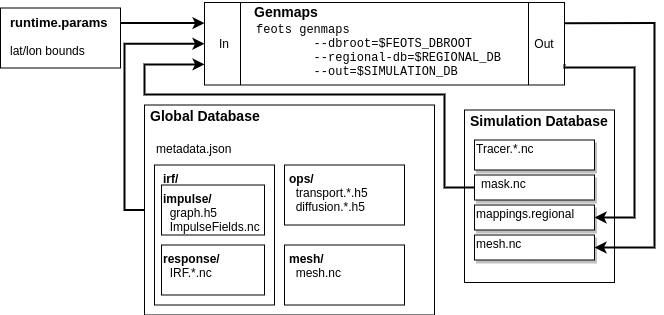 runtime.params
lat/lon bounds
Genmaps
In
feots genmaps
--dbroot=$FEOTS_DBROOT
--regional-db=$REGIONAL_DB
--out=$SIMULATION_DB
Out
Global Database
metadata.json
irf/
impulse/
graph.h5
ImpulseFields.nc
response/
IRF.*.nc
ops/
transport.*.h5
diffusion.*.h5
mesh/
mesh.nc
Simulation Database
Tracer.*.nc
mask.nc
mappings.regional
mesh.nc